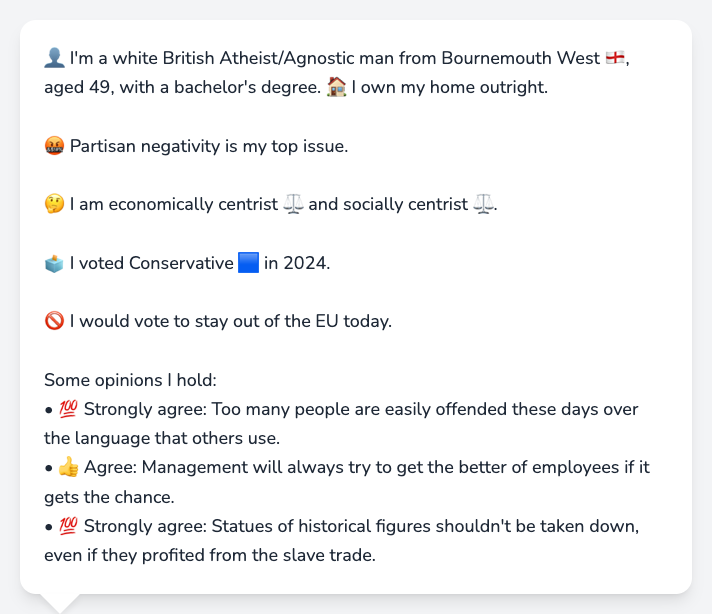 👤 I'm a white British Atheist/Agnostic man from Bournemouth West 🏴󠁧󠁢󠁥󠁮󠁧󠁿,
aged 49, with a bachelor's degree. 🏠 I own my home outright.
🤬 Partisan negativity is my top issue.
🤔 I am economically centrist ⚖️ and socially centrist ⚖️.
🗳️ I voted Conservative 🟦 in 2024.
🚫 I would vote to stay out of the EU today.
Some opinions I hold:
• 💯 Strongly agree: Too many people are easily offended these days over
the language that others use.
• 👍 Agree: Management will always try to get the better of employees if it
gets the chance.
• 💯 Strongly agree: Statues of historical figures shouldn't be taken down,
even if they profited from the slave trade.